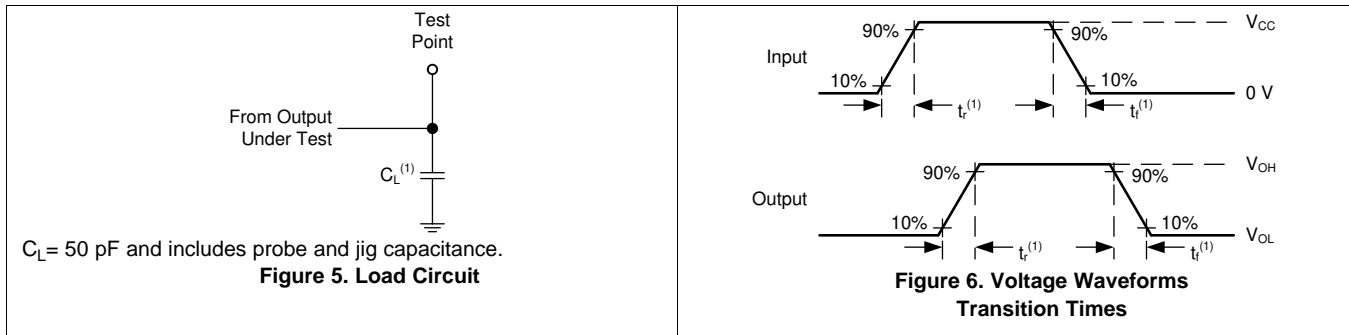 Test
Point
From Output
Under Test
C_L^(1)
C_L= 50 pF and includes probe and jig capacitance.
Figure 5. Load Circuit
V_CC
90%
90%
Input
10%
10%
0 V
t_r^(1)
t_f^(1)
V_OH
90%
90%
Output
10%
10%
V_OL
t_r^(1)
t_f^(1)
Figure 6. Voltage Waveforms
Transition Times